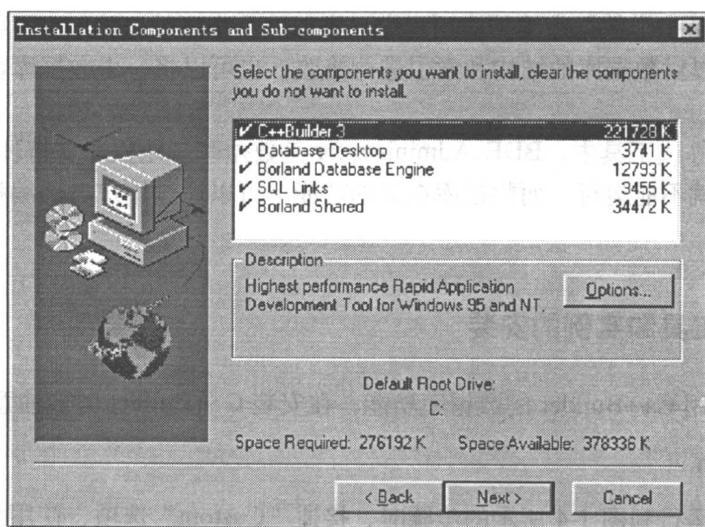 Installation Components and Sub-components
Select the components you want to install, clear the components
you do not want to install.
✔ C++Builder 3 221728 K
✔ Database Desktop 3741 K
✔ Borland Database Engine 12793 K
✔ SQL Links 3455 K
✔ Borland Shared 34472 K
Description
Highest performance Rapid Application
Development Tool for Windows 95 and NT.
Options...
Default Root Drive:
C:
Space Required: 276192 K Space Available: 378336 K
< Back
Next >
Cancel